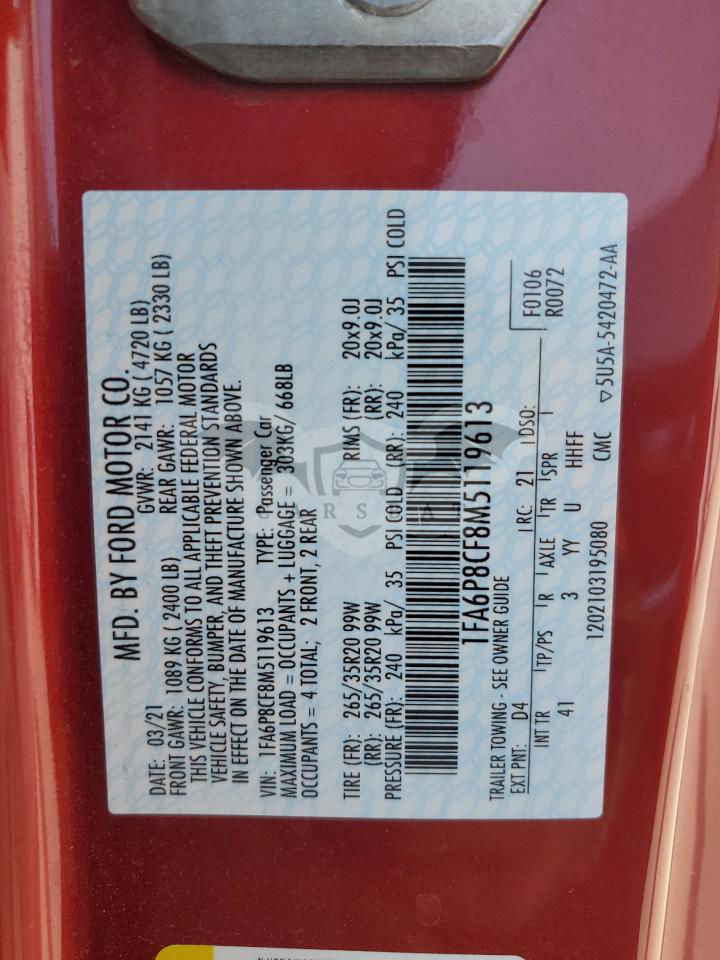 MFD. BY FORD MOTOR CO.
DATE: 03/21 GVWR: 2141 KG ( 4720 LB)
FRONT GAWR: 1089 KG ( 2400 LB) REAR GAWR: 1057 KG ( 2330 LB)
THIS VEHICLE CONFORMS TO ALL APPLICABLE FEDERAL MOTOR
VEHICLE SAFETY, BUMPER, AND THEFT PREVENTION STANDARDS
IN EFFECT ON THE DATE OF MANUFACTURE SHOWN ABOVE.
VIN: 1FA6P8CF8M5119613 TYPE: Passenger Car
MAXIMUM LOAD = OCCUPANTS + LUGGAGE = 303KG/ 668LB
OCCUPANTS = 4 TOTAL; 2 FRONT, 2 REAR
TIRE (FR): 265/35R20 99W RIMS (FR): 20x9.0J
(RR): 265/35R20 99W (RR): 20x9.0J
PRESSURE (FR): 240 kPa/ 35 PSI COLD (RR): 240 kPa/ 35 PSI COLD
1FA6P8CF8M5119613
TRAILER TOWING - SEE OWNER GUIDE F0106
EXT PNT: D4 RC: 21 DSO: R0072
INT TR TP/PS R AXLE TR SPR
41 3 YY U HHFF
1202103195080 CMC ▽5U5A-5420472-AA